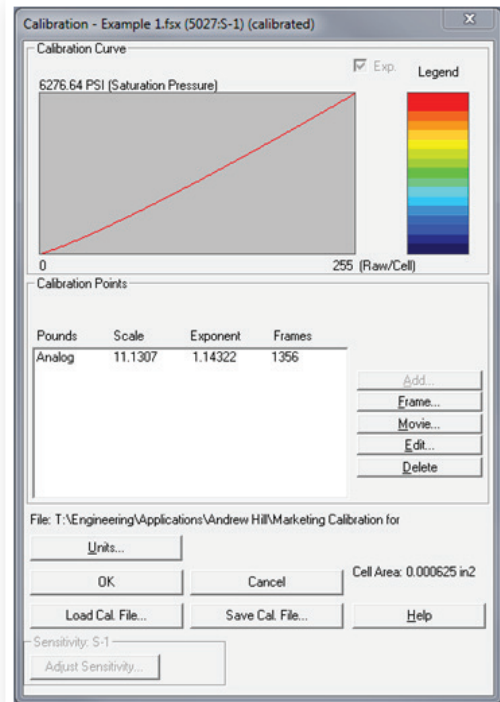 Calibration - Example 1.fsx (5027:S-1) (calibrated)
Calibration Curve
Exp.
Legend
6276.64 PSI (Saturation Pressure)
0
255 (Raw/Cell)
Calibration Points
Pounds Scale Exponent Frames
Analog 11.1307 1.14322 1356
Add...
Frame...
Movie...
Edit...
Delete
File: T:\Engineering\Applications\Andrew Hill\Marketing Calibration for
Units...
OK
Cancel
Cell Area: 0.000625 in2
Load Cal. File...
Save Cal. File...
Help
Sensitivity: S-1
Adjust Sensitivity...